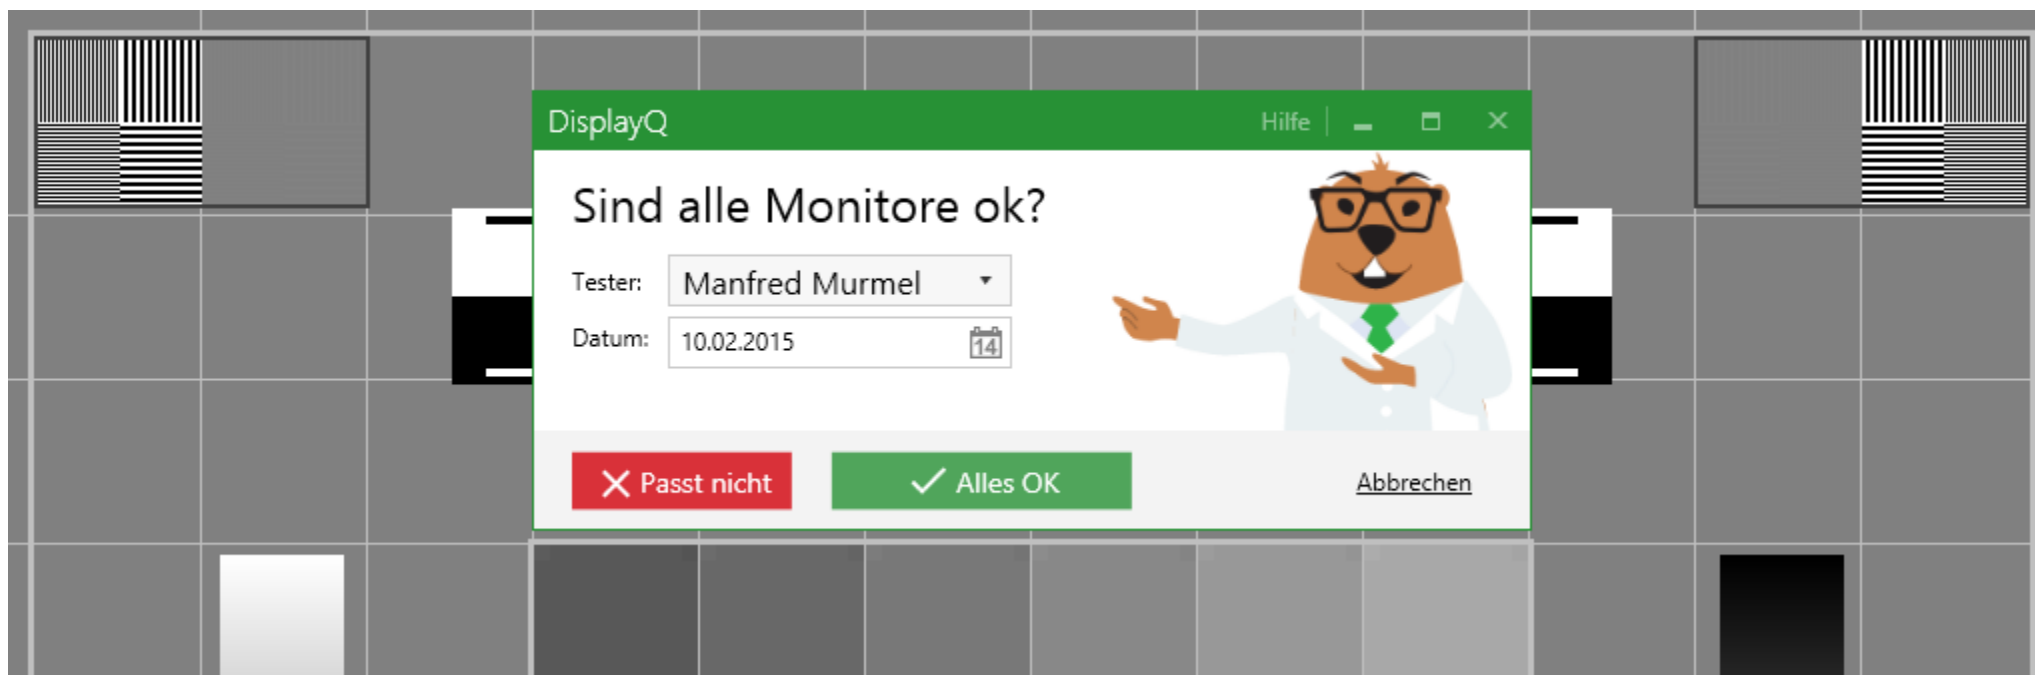 DisplayQ
Hilfe
Sind alle Monitore ok?
Tester: Manfred Murmel
Datum: 10.02.2015 14
Passt nicht
Alles OK
Abbrechen